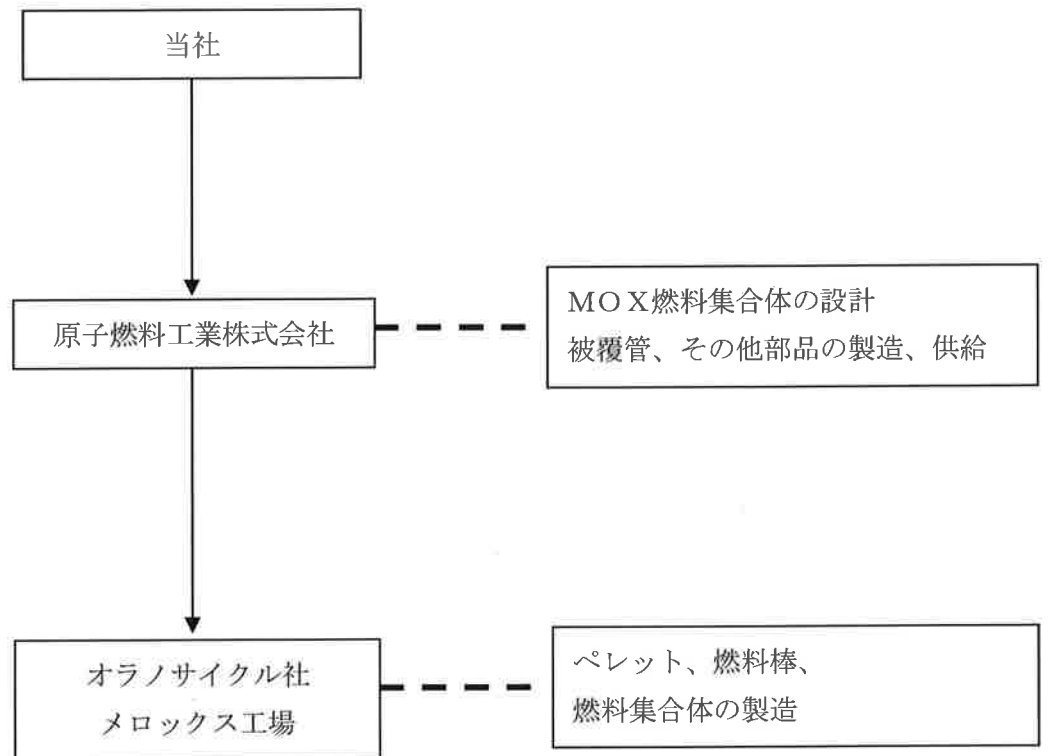 当社
原子燃料工業株式会社
MOX燃料集合体の設計
被覆管、その他部品の製造、供給
オラノサイクル社
メロックス工場
ペレット、燃料棒、
燃料集合体の製造